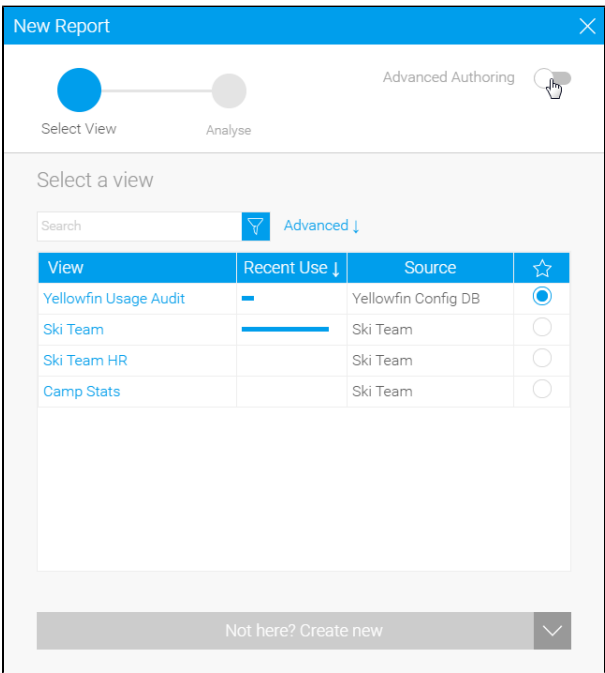 New Report
Advanced Authoring
Select View
Analyse
Select a view
Search
Advanced ↓
View Recent Use ↓ Source
Yellowfin Usage Audit Yellowfin Config DB
Ski Team Ski Team
Ski Team HR Ski Team
Camp Stats Ski Team
Not here? Create new